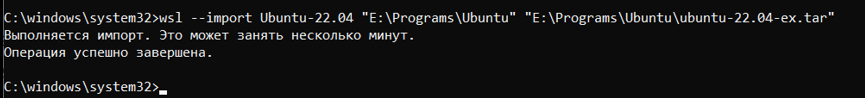 C:\windows\system32>wsl --import Ubuntu-22.04 "E:\Programs\Ubuntu" "E:\Programs\Ubuntu\ubuntu-22.04-ex.tar"
Выполняется импорт. Это может занять несколько минут.
Операция успешно завершена.
C:\windows\system32>